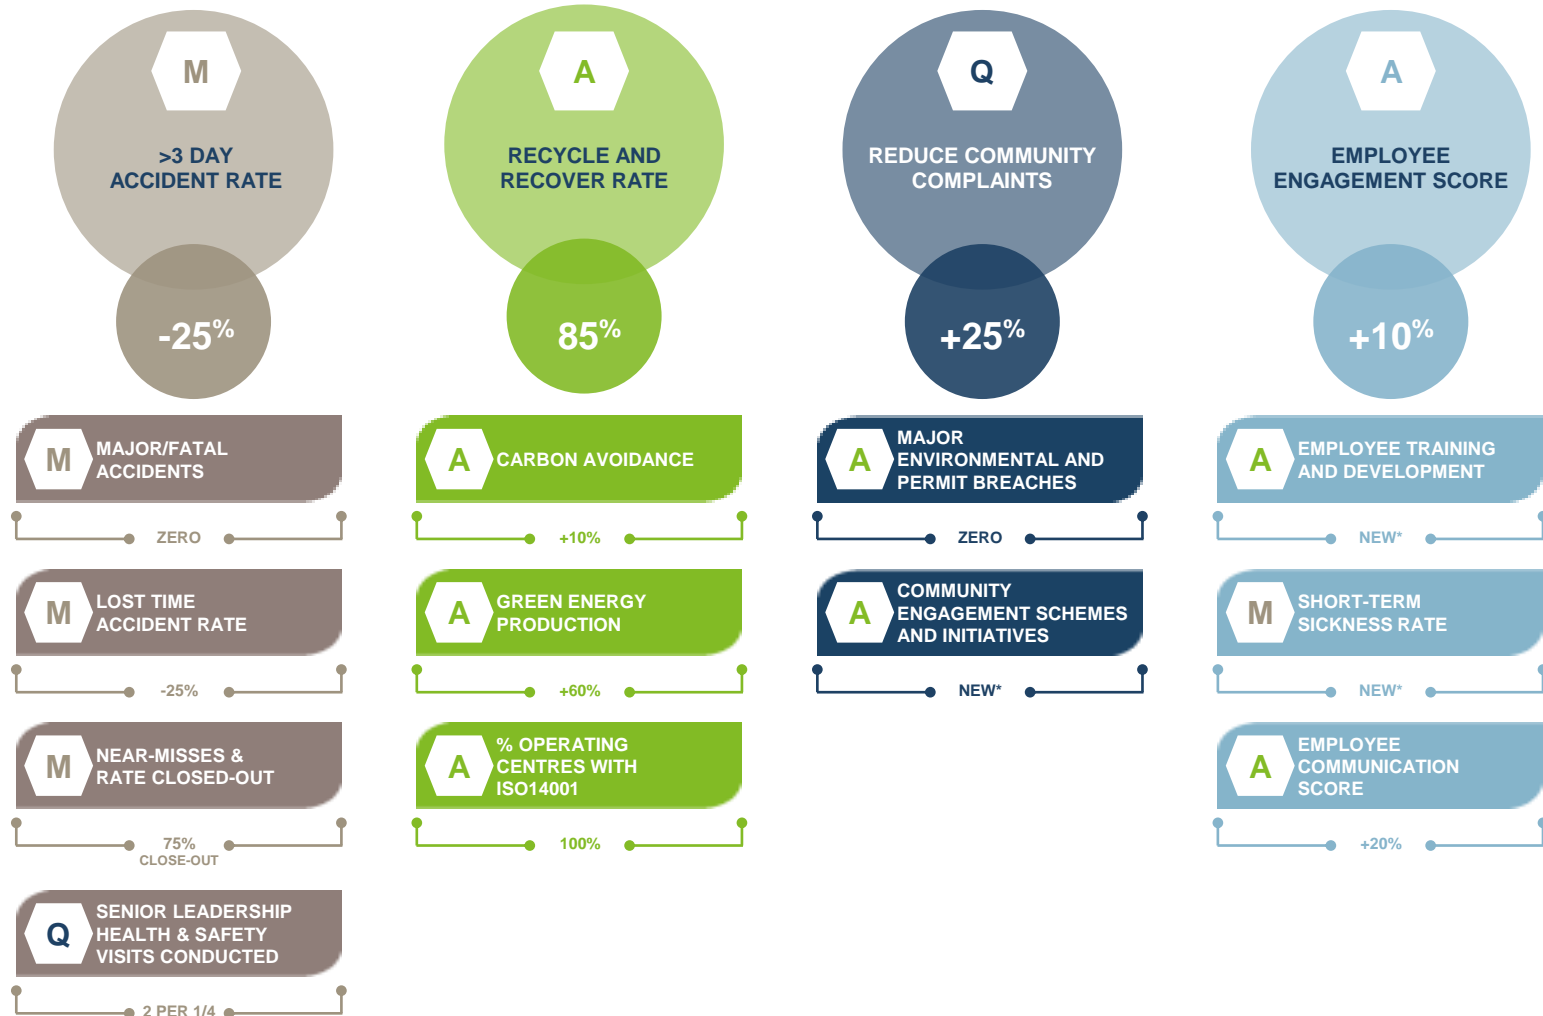 M
>3 DAY
ACCIDENT RATE
-25%
M
MAJOR/FATAL
ACCIDENTS
ZERO
M
LOST TIME
ACCIDENT RATE
-25%
M
NEAR-MISSES &
RATE CLOSED-OUT
75%
CLOSE-OUT
Q
SENIOR LEADERSHIP
HEALTH & SAFETY
VISITS CONDUCTED
2 PER 1/4
A
RECYCLE AND
RECOVER RATE
85%
A
CARBON AVOIDANCE
+10%
A
GREEN ENERGY
PRODUCTION
+60%
A
% OPERATING
CENTRES WITH
ISO14001
100%
Q
REDUCE COMMUNITY
COMPLAINTS
+25%
A
MAJOR
ENVIRONMENTAL AND
PERMIT BREACHES
ZERO
A
COMMUNITY
ENGAGEMENT SCHEMES
AND INITIATIVES
NEW*
A
EMPLOYEE
ENGAGEMENT SCORE
+10%
A
EMPLOYEE TRAINING
AND DEVELOPMENT
NEW*
M
SHORT-TERM
SICKNESS RATE
NEW*
A
EMPLOYEE
COMMUNICATION
SCORE
+20%